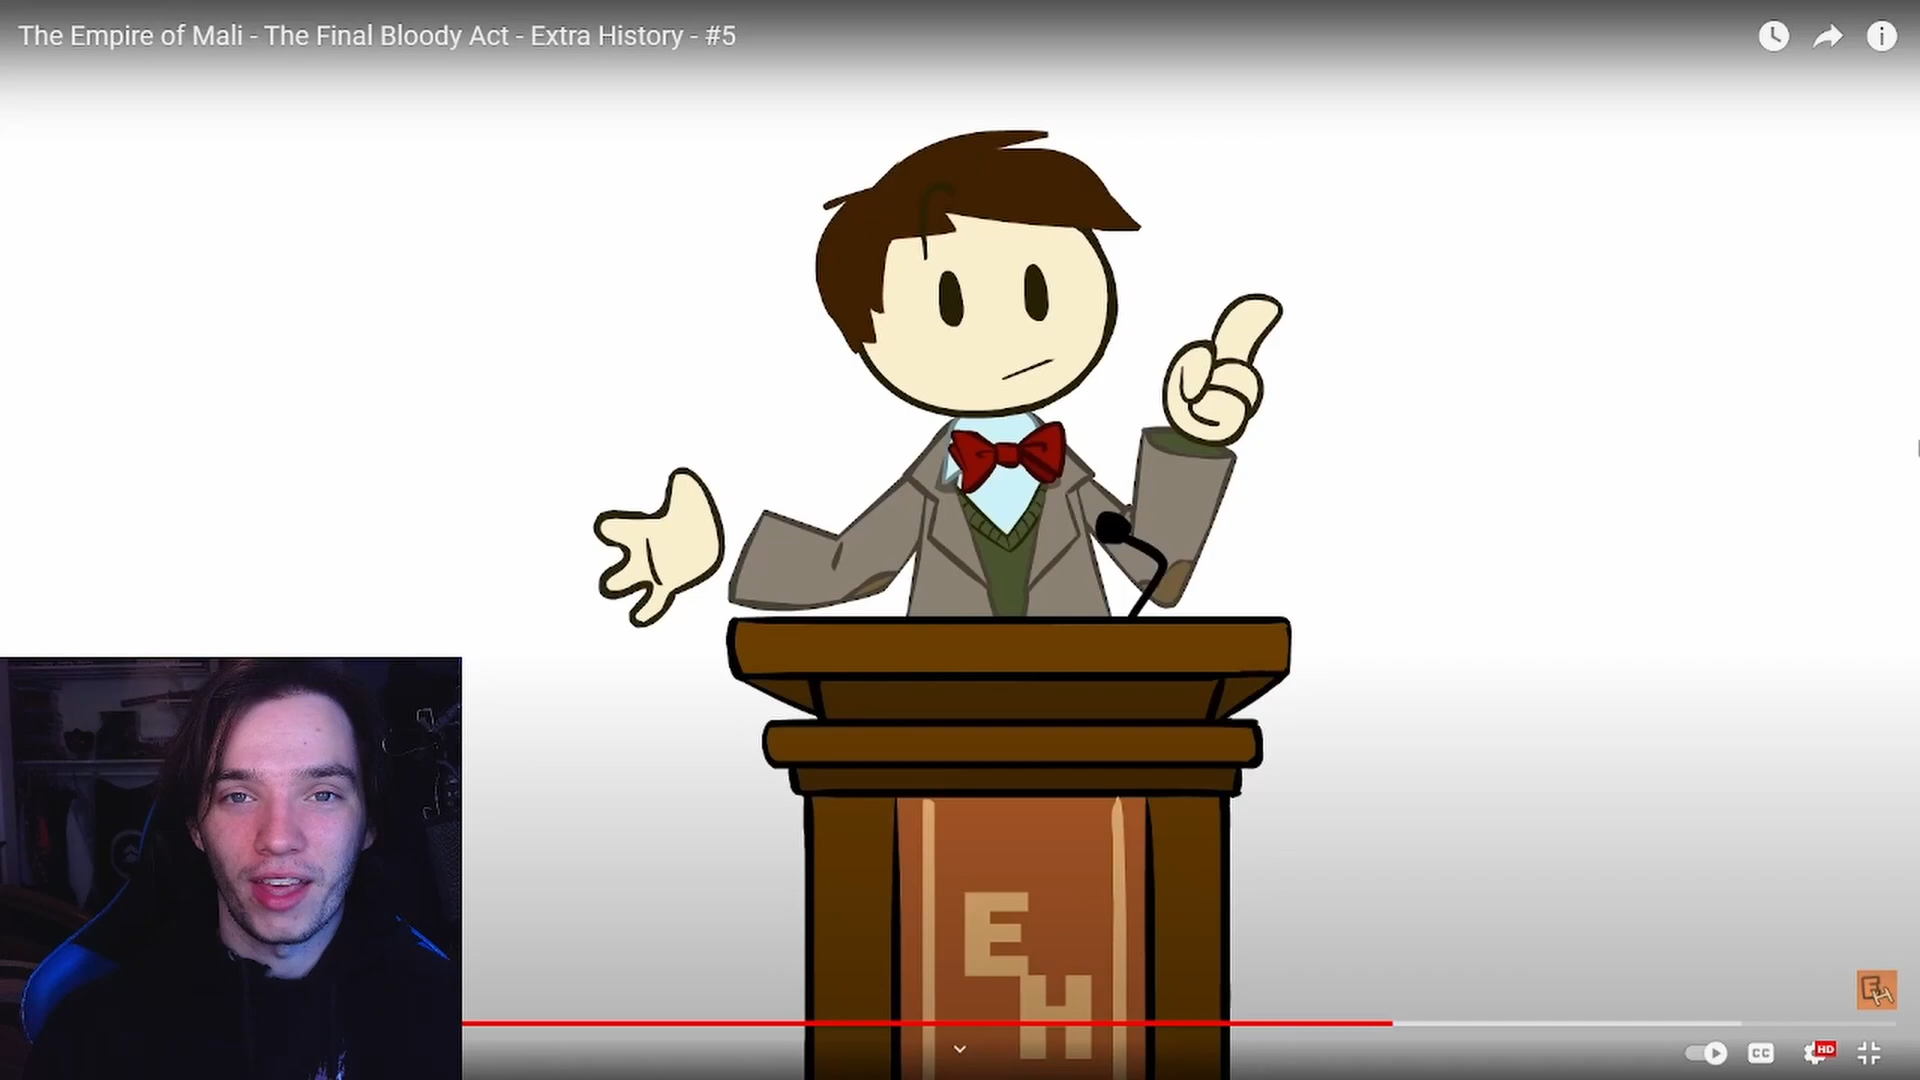 The Empire of Mali - The Final Bloody Act - Extra History - #5
E
H
EH
CC
HD